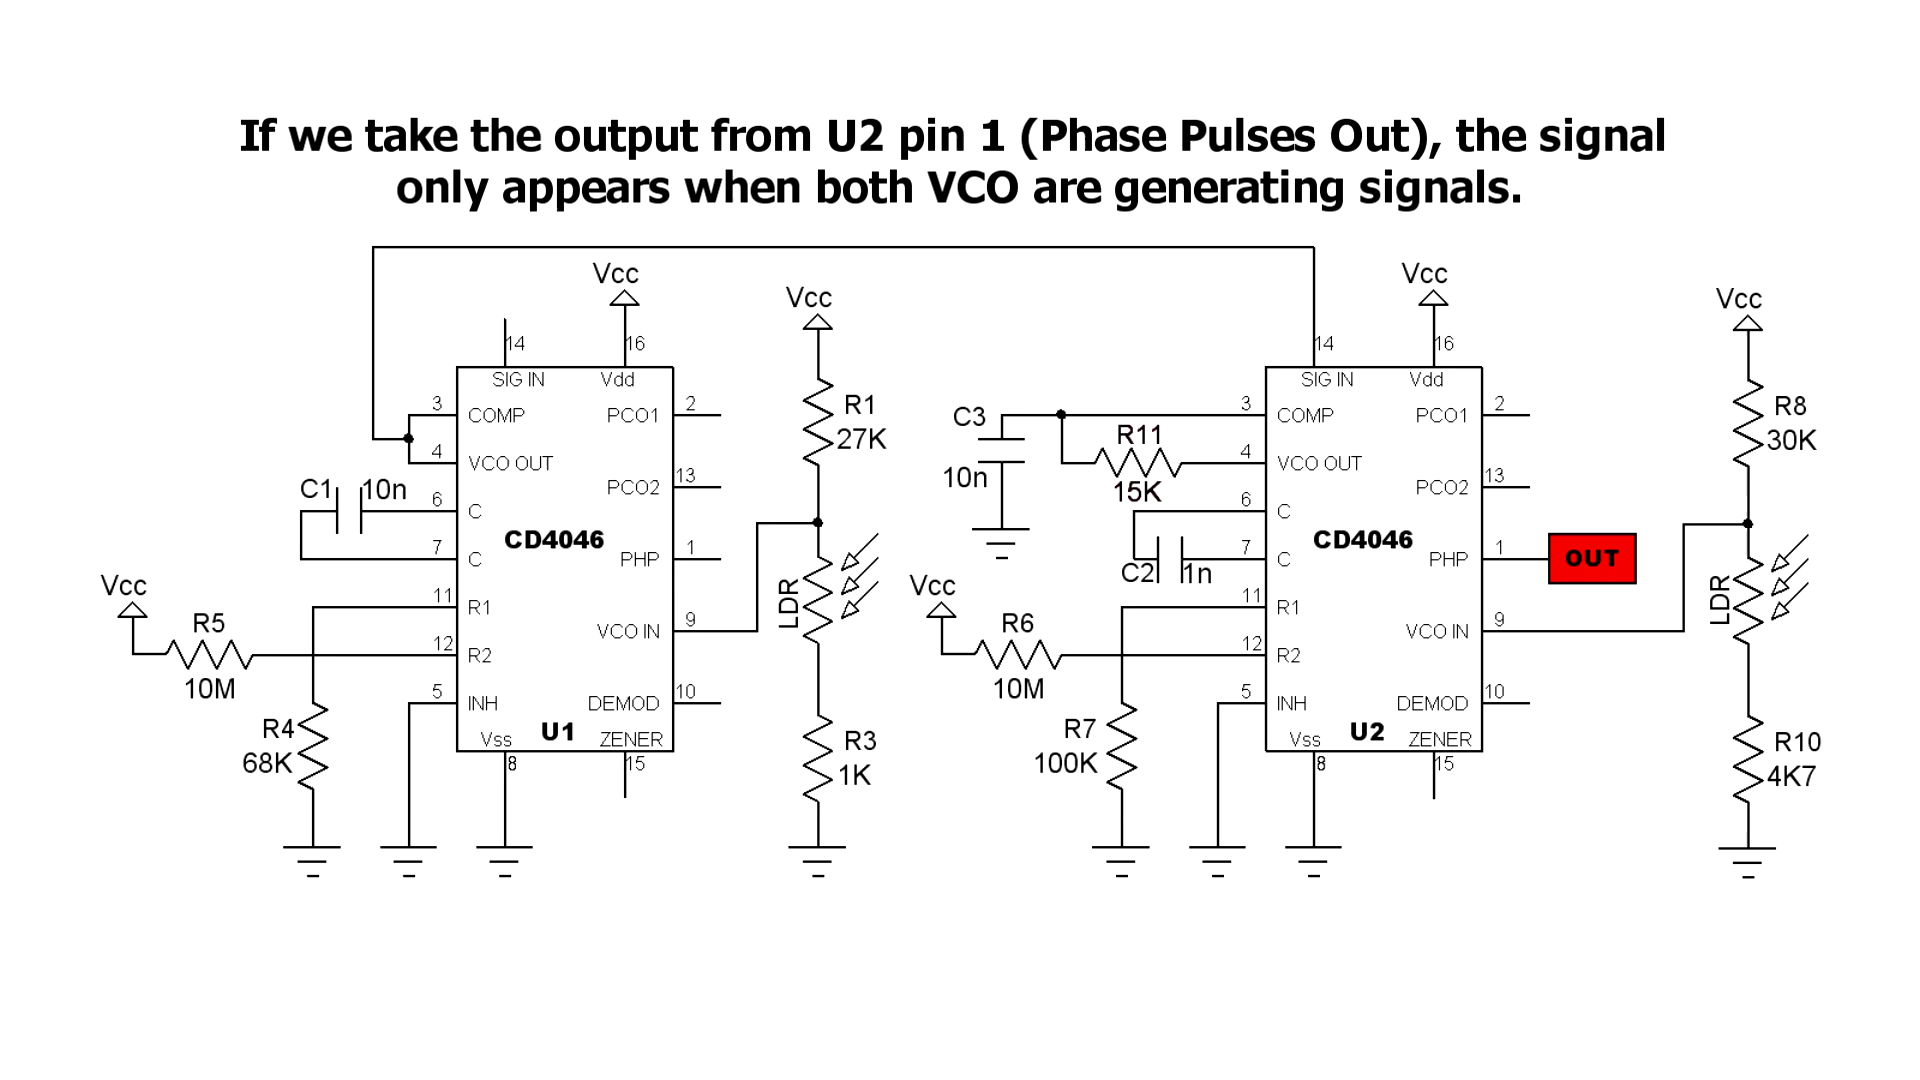 If we take the output from U2 pin 1 (Phase Pulses Out), the signal
only appears when both VCO are generating signals.
Vcc
14
16
SIG IN
Vdd
3
COMP
PCO1
2
4
VCO OUT
PCO2
13
C1
10n
6
C
CD4046
7
C
PHP
1
11
R1
VCO IN
9
12
R2
5
INH
DEMOD
10
Vss
U1
ZENER
8
15
Vcc
R5
10M
R4
68K
Vcc
R1
27K
LDR
R3
1K
Vcc
14
16
SIG IN
Vdd
C3
10n
R11
15K
3
COMP
PCO1
2
4
VCO OUT
PCO2
13
6
C
CD4046
C2
1n
7
C
PHP
1
OUT
11
R1
VCO IN
9
12
R2
5
INH
DEMOD
10
Vss
U2
ZENER
8
15
Vcc
R6
10M
R7
100K
Vcc
R8
30K
LDR
R10
4K7